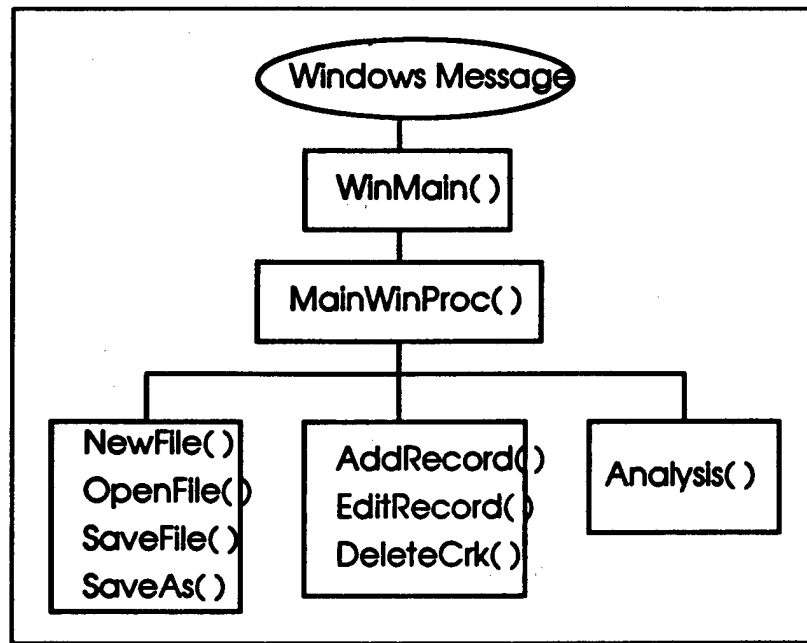 Windows Message
WinMain( )
MainWinProc( )
NewFile( )
OpenFile( )
SaveFile( )
SaveAs( )
AddRecord( )
EditRecord( )
DeleteCrk( )
Analysis( )